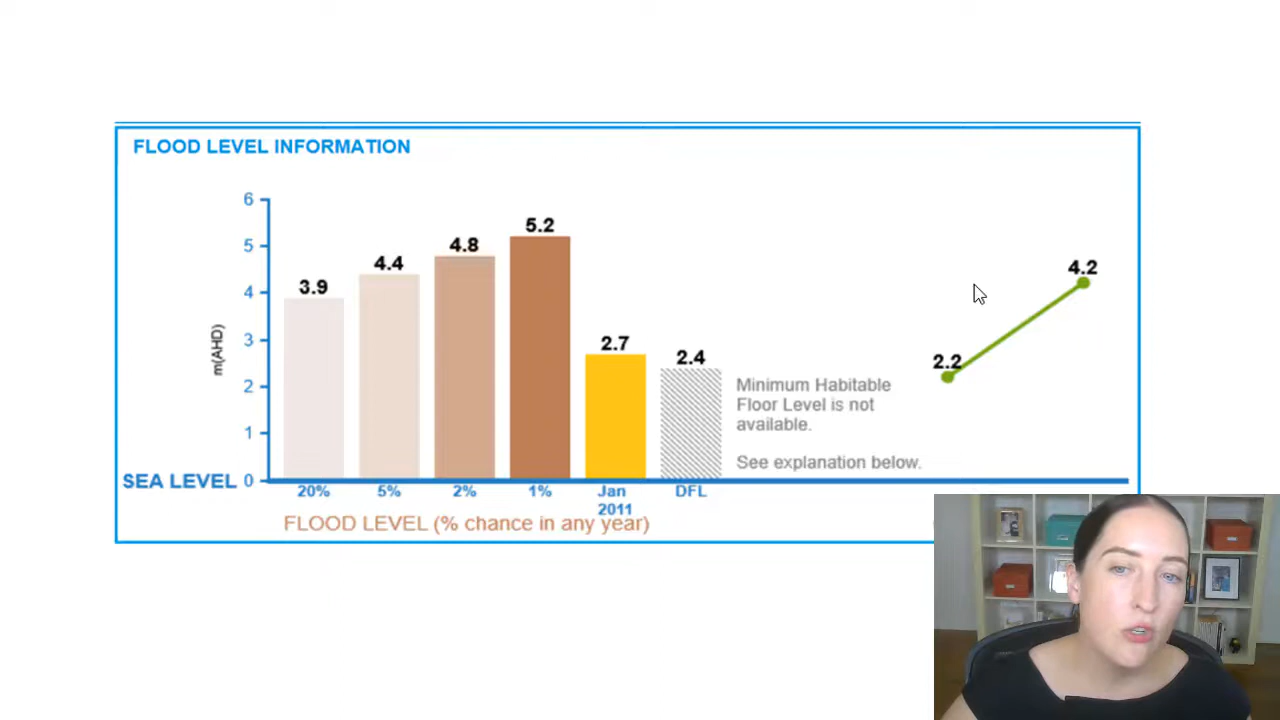 FLOOD LEVEL INFORMATION
6
5
4
3
2
1
0
m(AHD)
SEA LEVEL
3.9
4.4
4.8
5.2
2.7
2.4
Minimum Habitable
Floor Level is not
available.
See explanation below.
2.2
4.2
20%
5%
2%
1%
Jan
2011
DFL
FLOOD LEVEL (% chance in any year)